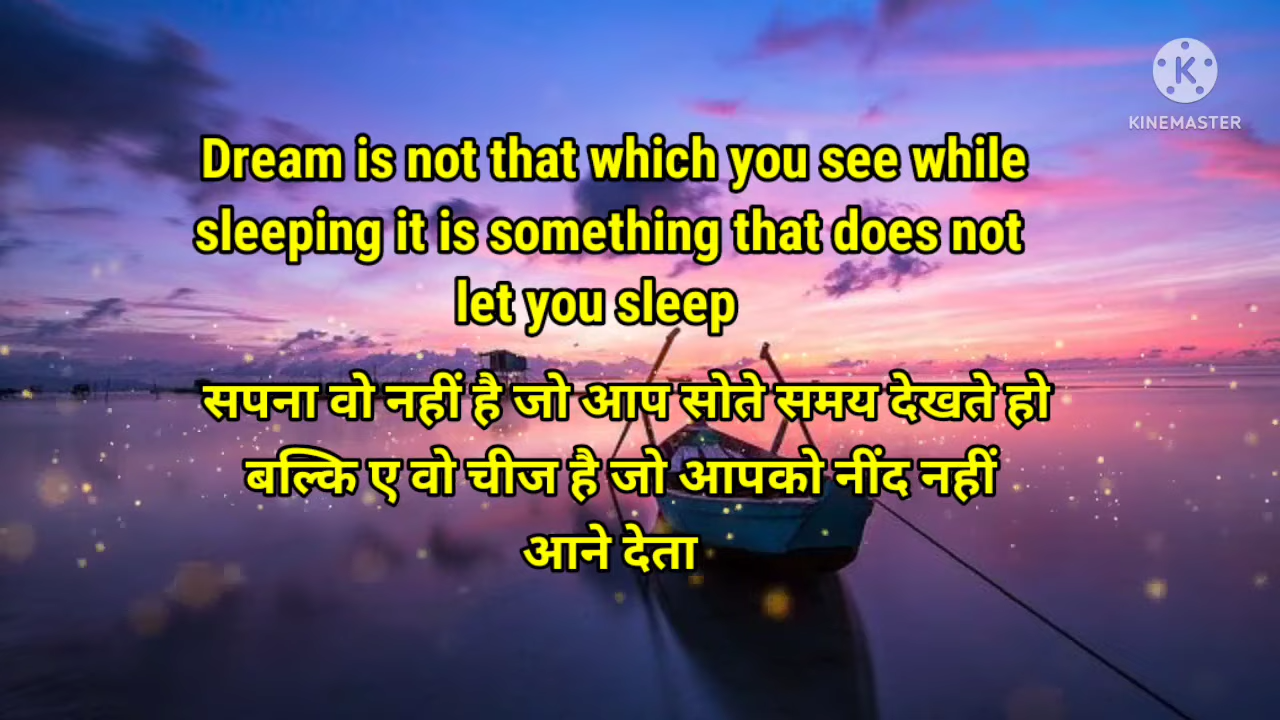 KINEMASTER
Dream is not that which you see while
sleeping it is something that does not
let you sleep
सपना वो नहीं है जो आप सोते समय देखते हो
बल्कि ए वो चीज है जो आपको नींद नहीं
आने देता